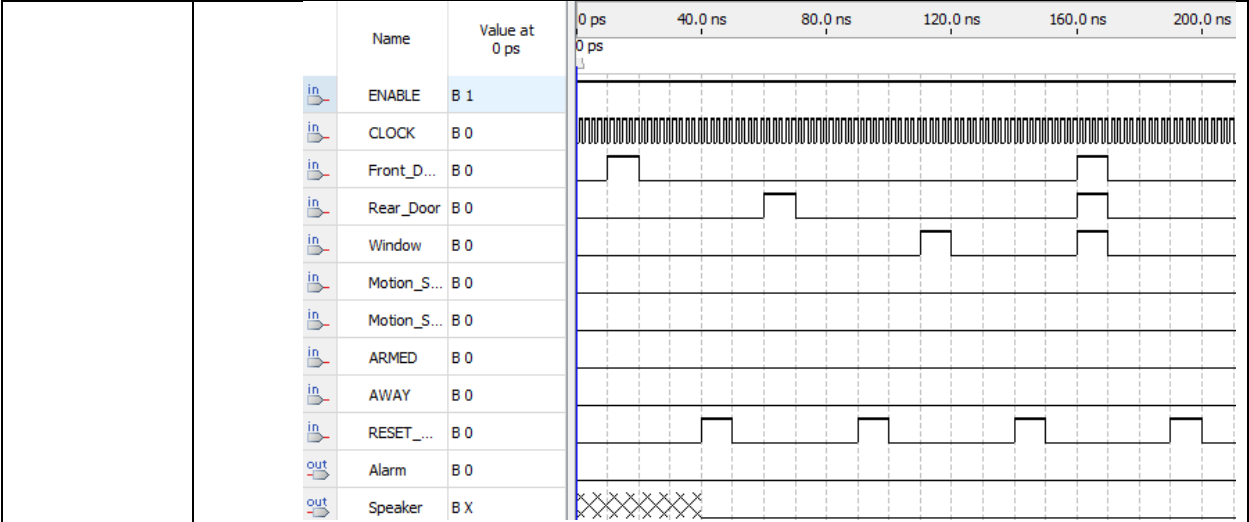 Name Value at 0 ps 0 ps 40.0 ns 80.0 ns 120.0 ns 160.0 ns 200.0 ns
0 ps
in ENABLE B 1
in CLOCK B 0
in Front_D... B 0
in Rear_Door B 0
in Window B 0
in Motion_S... B 0
in Motion_S... B 0
in ARMED B 0
in AWAY B 0
in RESET_... B 0
out Alarm B 0
out Speaker B X